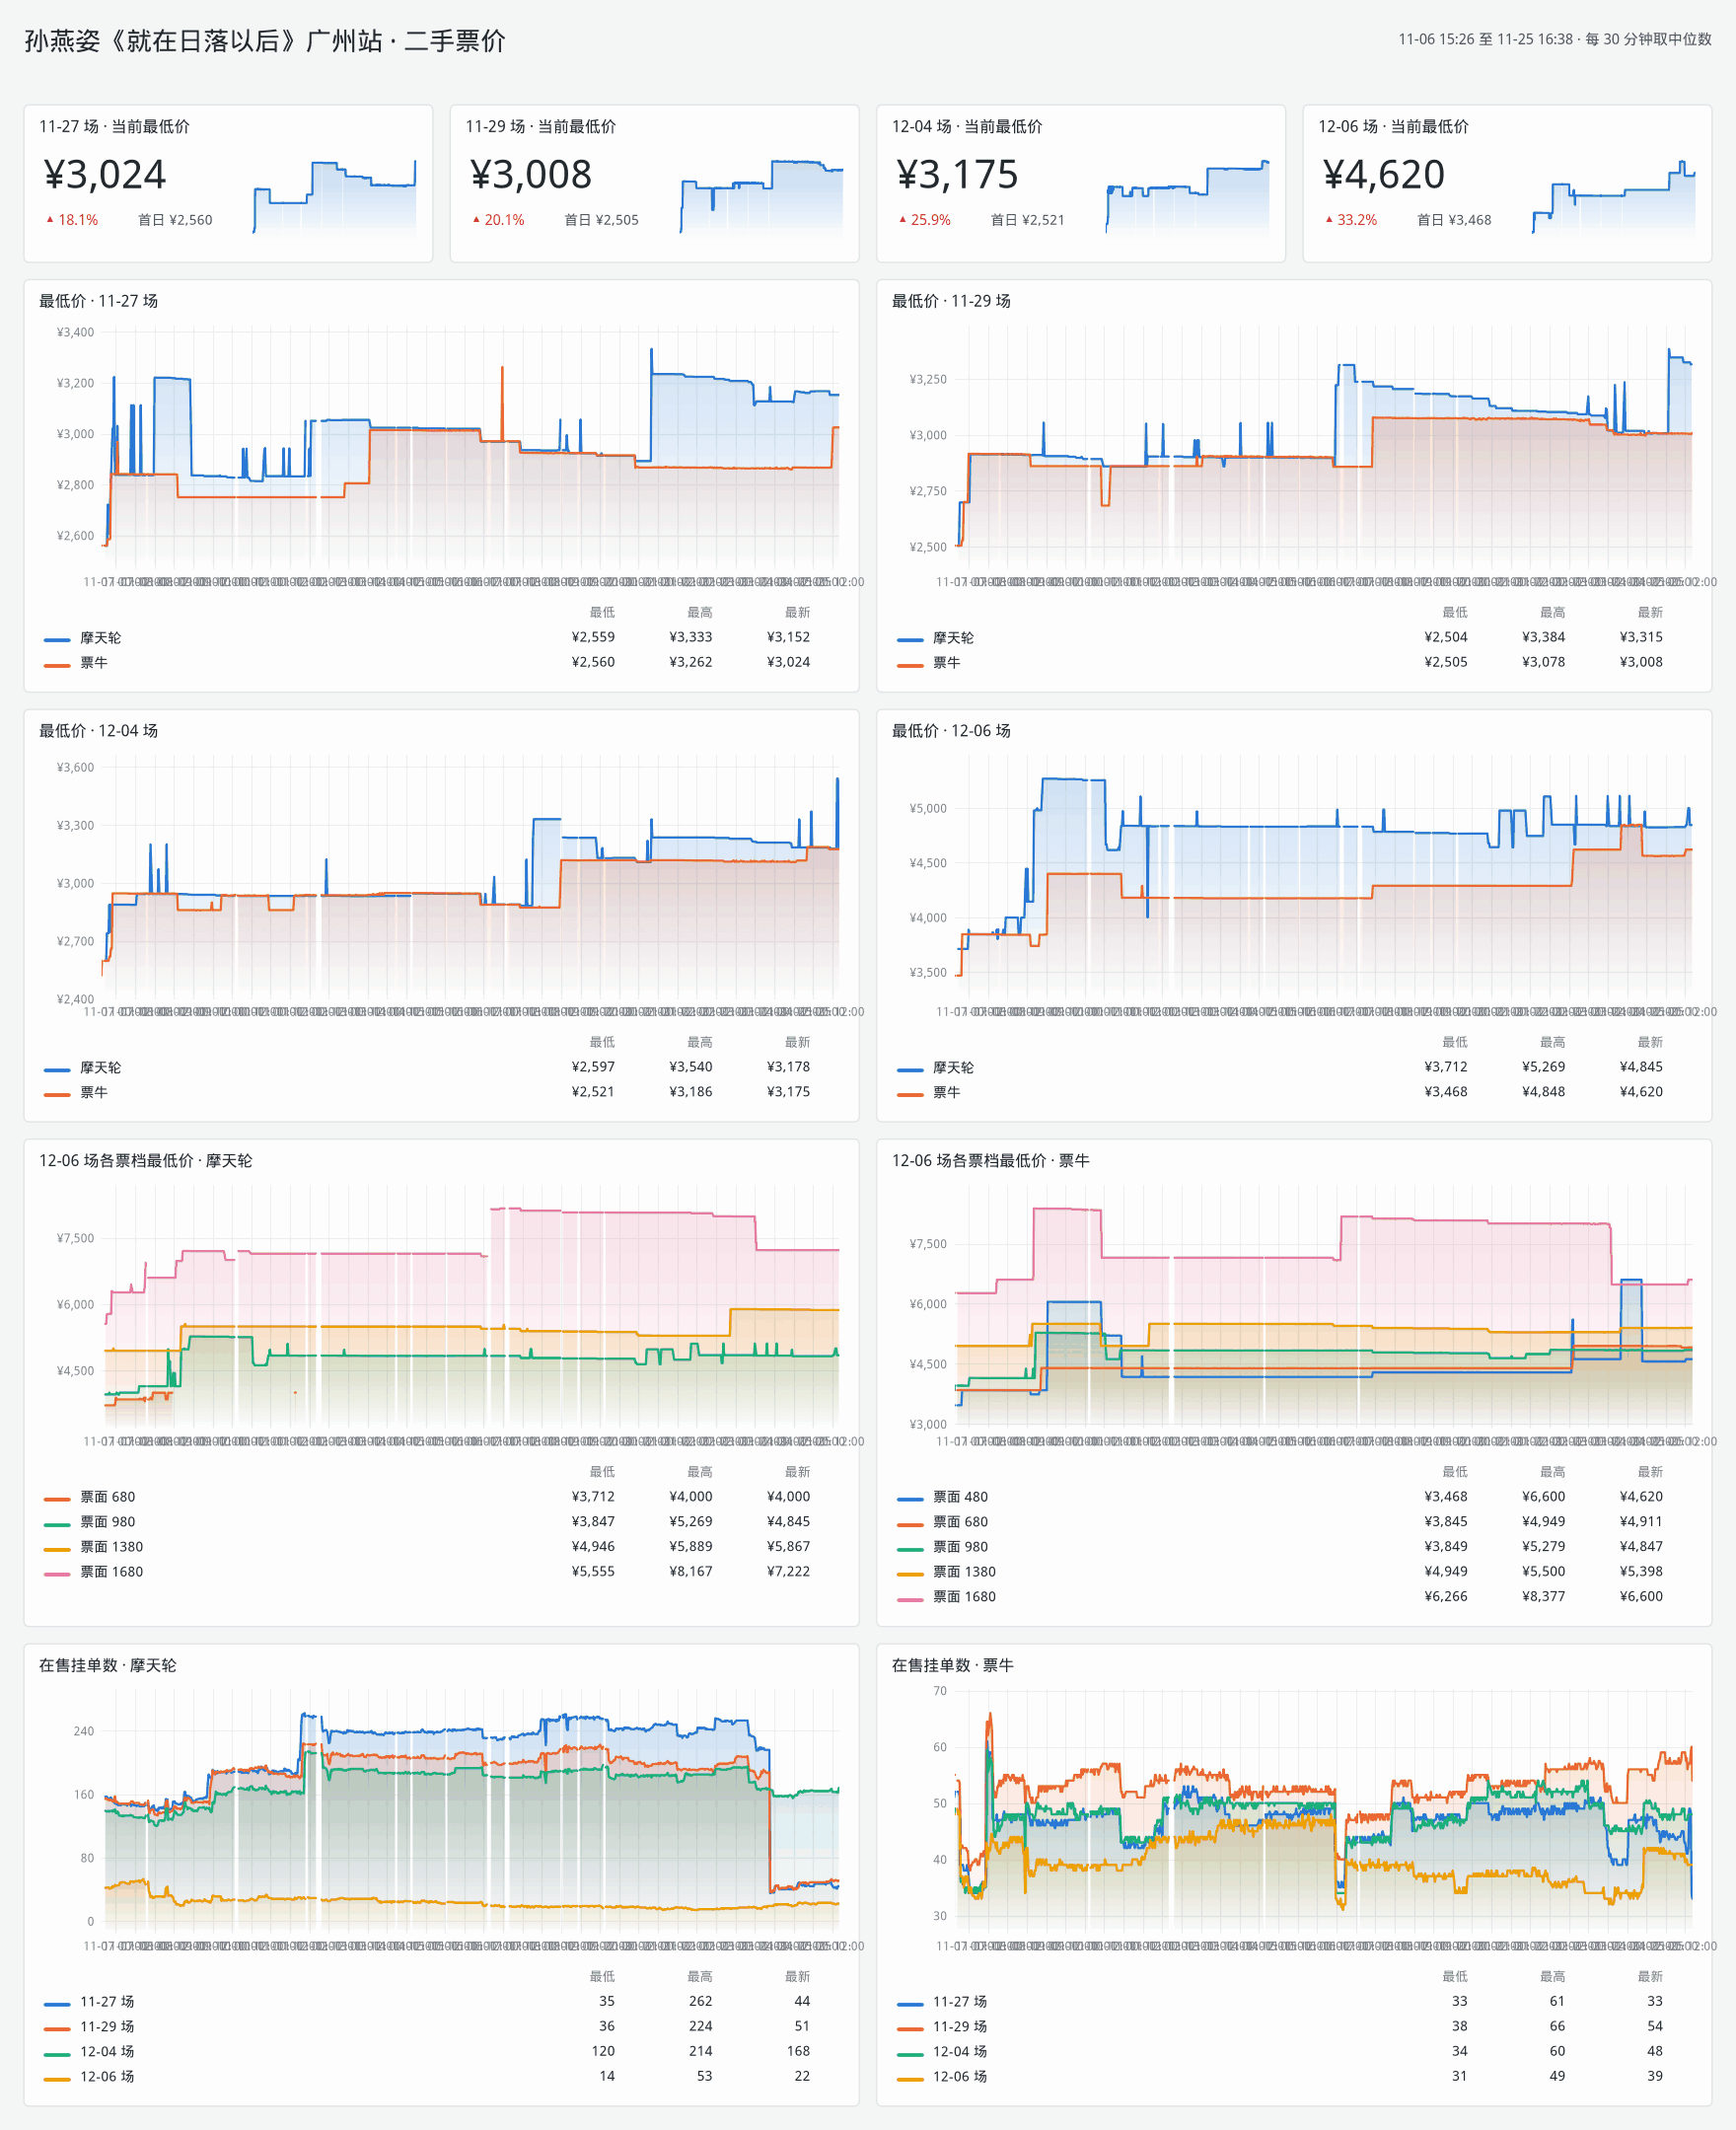 孙燕姿《就在日落以后》广州站 · 二手票价
11-06 15:26 至 11-25 16:38 · 每 30 分钟取中位数
11-27 场 · 当前最低价
¥3,024
▲ 18.1% 首日 ¥2,560
11-29 场 · 当前最低价
¥3,008
▲ 20.1% 首日 ¥2,505
12-04 场 · 当前最低价
¥3,175
▲ 25.9% 首日 ¥2,521
12-06 场 · 当前最低价
¥4,620
▲ 33.2% 首日 ¥3,468
最低价 · 11-27 场
¥3,400
¥3,200
¥3,000
¥2,800
¥2,600
最低 最高 最新
摩天轮 ¥2,559 ¥3,333 ¥3,152
票牛 ¥2,560 ¥3,262 ¥3,024
最低价 · 11-29 场
¥3,250
¥3,000
¥2,750
¥2,500
最低 最高 最新
摩天轮 ¥2,504 ¥3,384 ¥3,315
票牛 ¥2,505 ¥3,078 ¥3,008
最低价 · 12-04 场
¥3,600
¥3,300
¥3,000
¥2,700
¥2,400
最低 最高 最新
摩天轮 ¥2,597 ¥3,540 ¥3,178
票牛 ¥2,521 ¥3,186 ¥3,175
最低价 · 12-06 场
¥5,000
¥4,500
¥4,000
¥3,500
最低 最高 最新
摩天轮 ¥3,712 ¥5,269 ¥4,845
票牛 ¥3,468 ¥4,848 ¥4,620
12-06 场各票档最低价 · 摩天轮
¥7,500
¥6,000
¥4,500
最低 最高 最新
票面 680 ¥3,712 ¥4,000 ¥4,000
票面 980 ¥3,847 ¥5,269 ¥4,845
票面 1380 ¥4,946 ¥5,889 ¥5,867
票面 1680 ¥5,555 ¥8,167 ¥7,222
12-06 场各票档最低价 · 票牛
¥7,500
¥6,000
¥4,500
¥3,000
最低 最高 最新
票面 480 ¥3,468 ¥6,600 ¥4,620
票面 680 ¥3,845 ¥4,949 ¥4,911
票面 980 ¥3,849 ¥5,279 ¥4,847
票面 1380 ¥4,949 ¥5,500 ¥5,398
票面 1680 ¥6,266 ¥8,377 ¥6,600
在售挂单数 · 摩天轮
240
160
80
0
最低 最高 最新
11-27 场 35 262 44
11-29 场 36 224 51
12-04 场 120 214 168
12-06 场 14 53 22
在售挂单数 · 票牛
70
60
50
40
30
最低 最高 最新
11-27 场 33 61 33
11-29 场 38 66 54
12-04 场 34 60 48
12-06 场 31 49 39